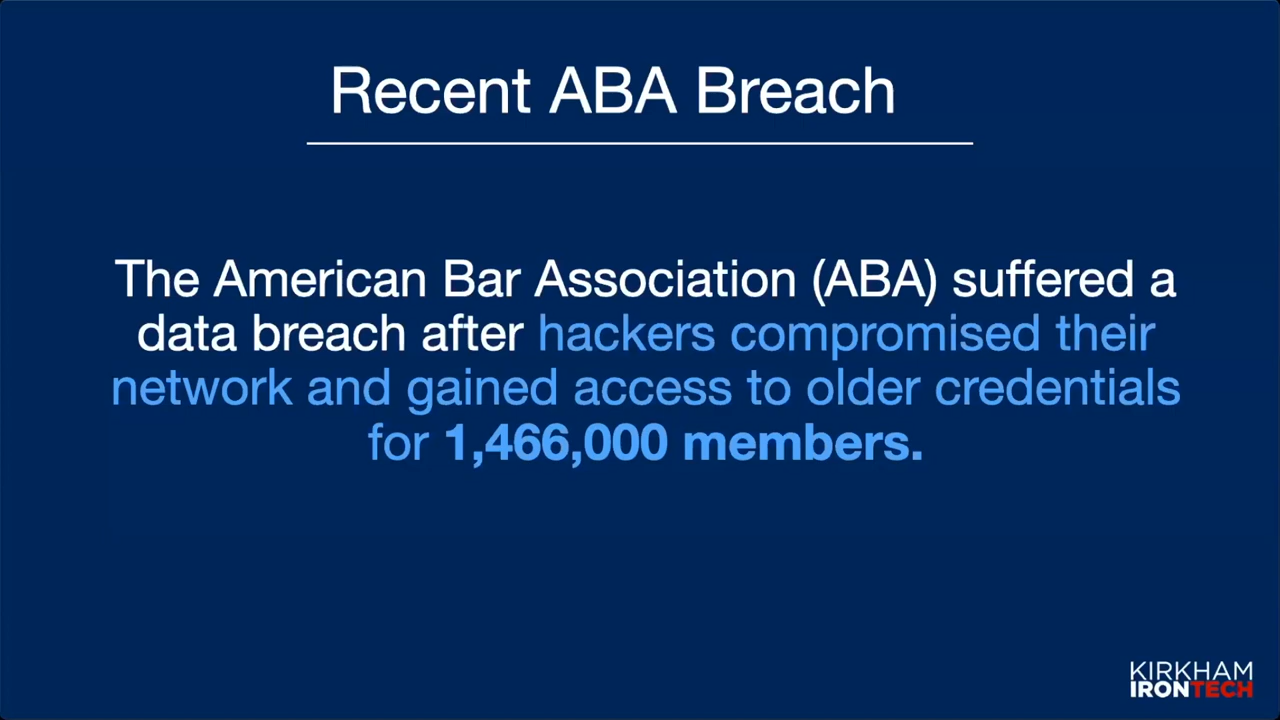 Recent ABA Breach
The American Bar Association (ABA) suffered a
data breach after hackers compromised their
network and gained access to older credentials
for 1,466,000 members.
KIRKHAM
IRONTECH